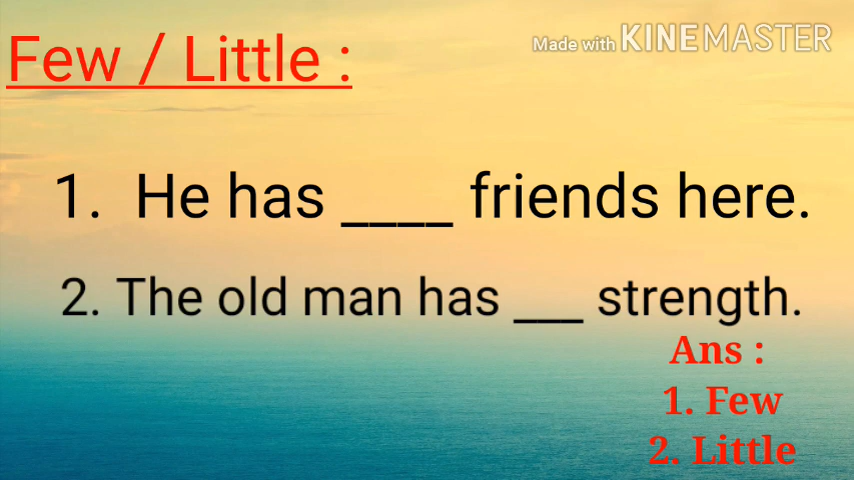 Few / Little :
Made with KINEMASTER
1. He has ____ friends here.
2. The old man has ___ strength.
Ans :
1. Few
2. Little